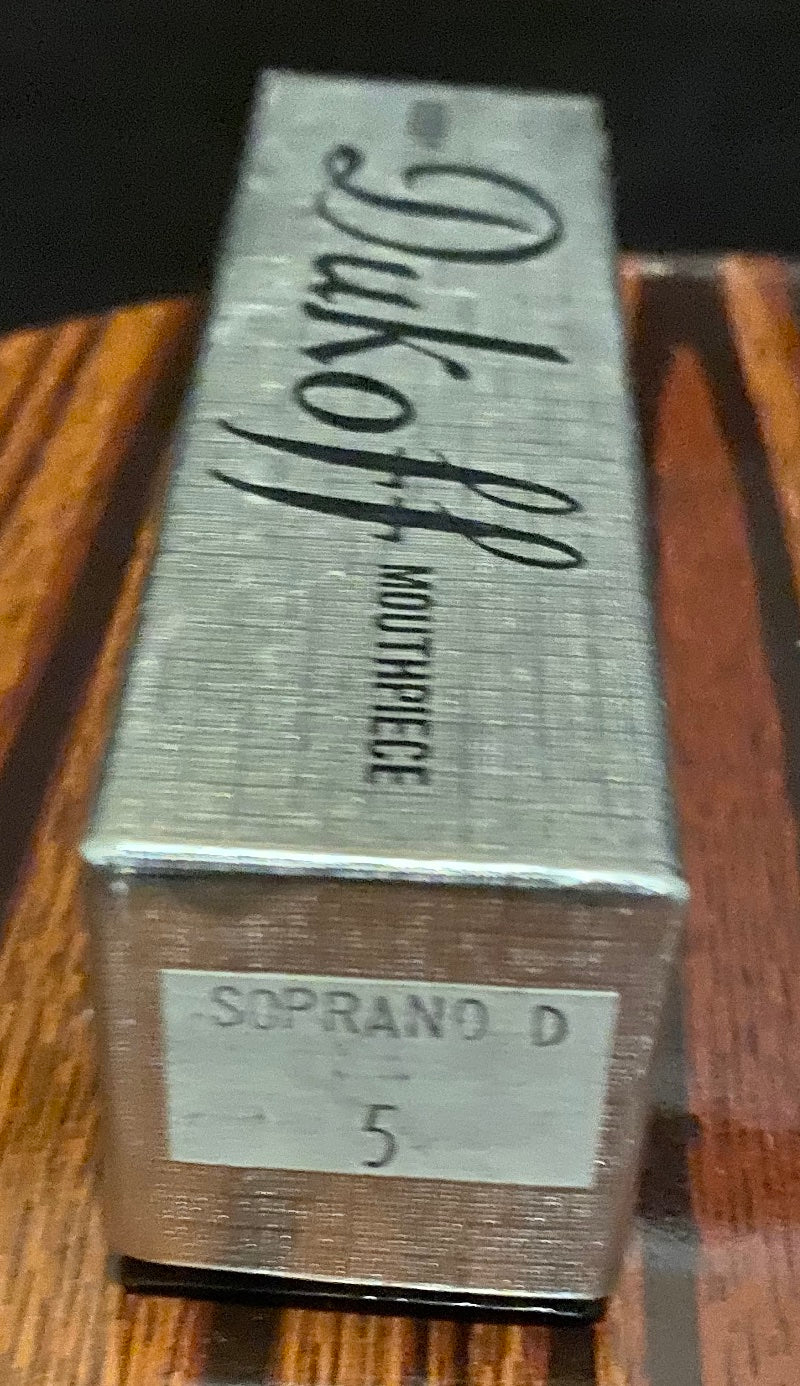 Dukoff
MOUTHPIECE
SOPRANO D
5